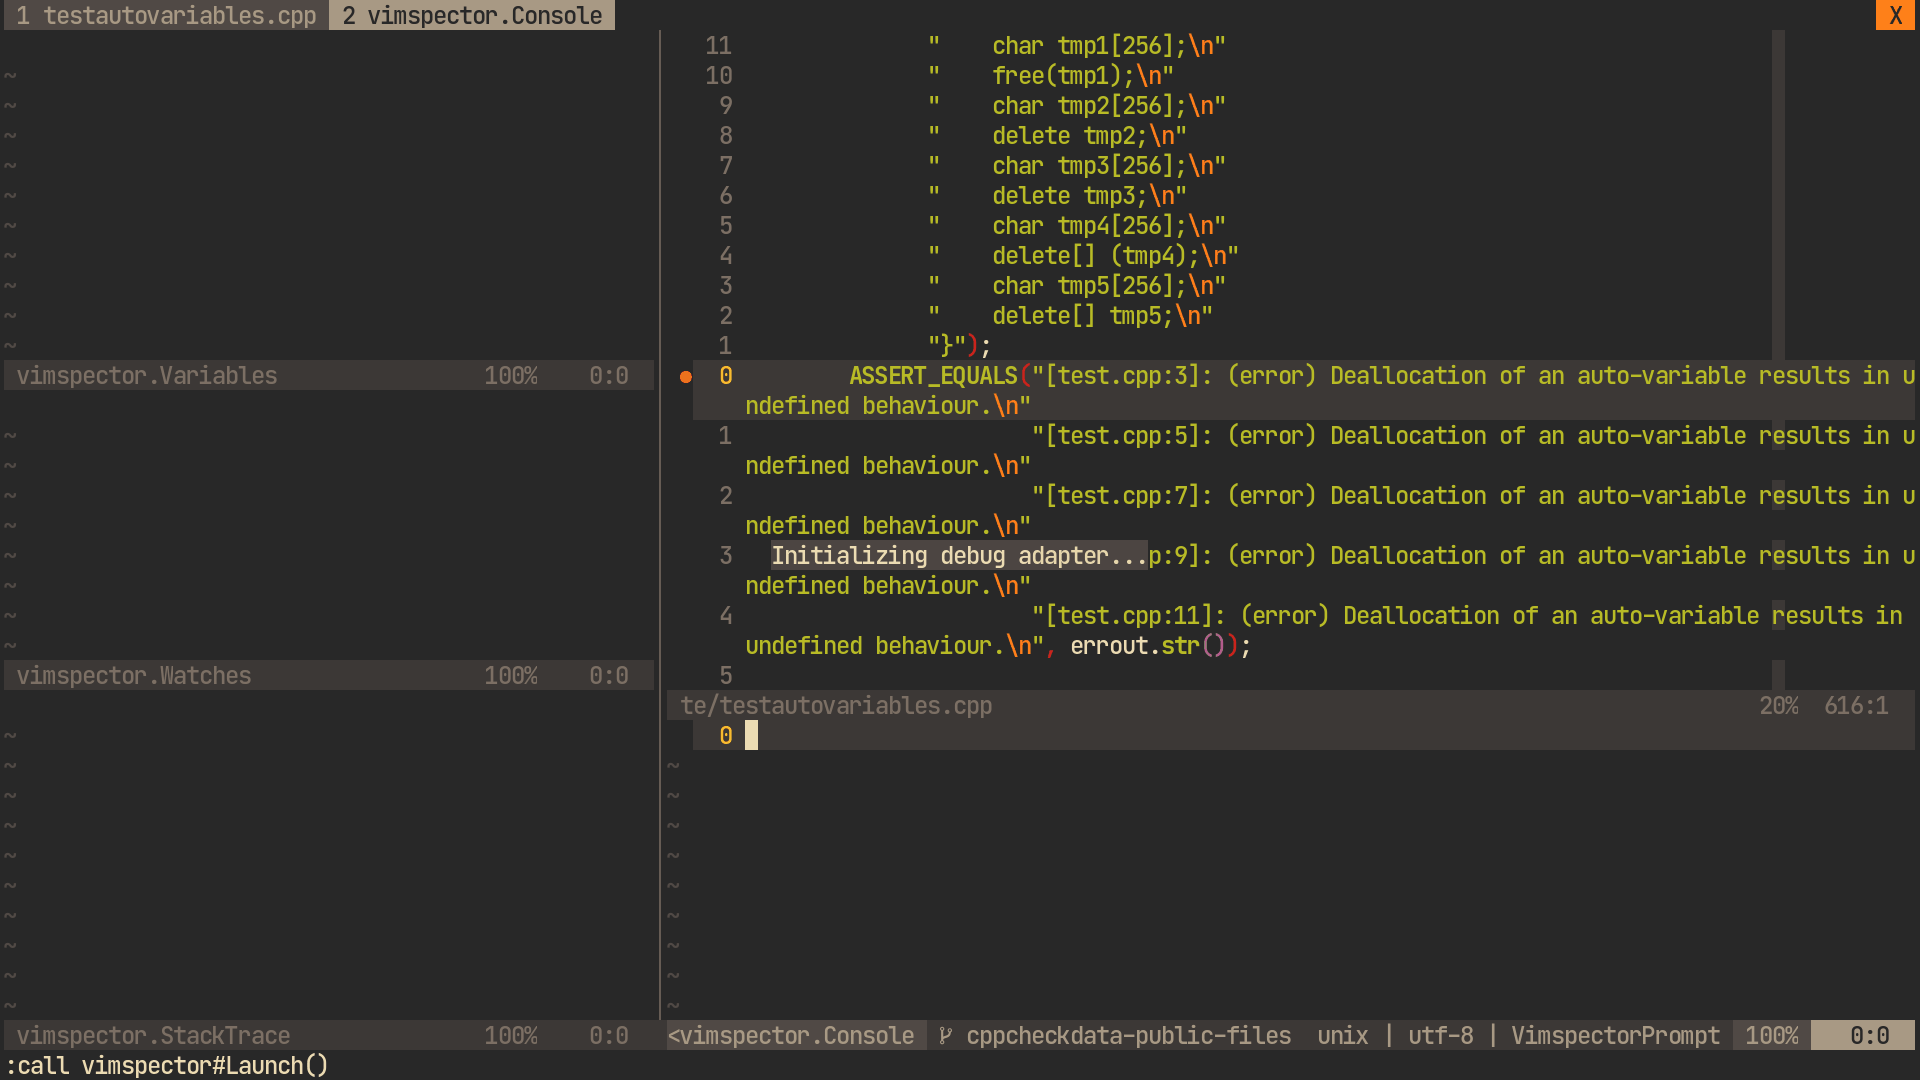 1 testautovariables.cpp  2 vimspector.Console  X
~
~
~
~
~
~
~
~
~
~
vimspector.Variables  100%  0:0
~
~
~
~
~
~
~
~
vimspector.Watches  100%  0:0
~
~
~
~
~
~
~
~
~
~
vimspector.StackTrace  100%  0:0
11 "    char tmp1[256];\n"
10 "    free(tmp1);\n"
9 "    char tmp2[256];\n"
8 "    delete tmp2;\n"
7 "    char tmp3[256];\n"
6 "    delete tmp3;\n"
5 "    char tmp4[256];\n"
4 "    delete[] (tmp4);\n"
3 "    char tmp5[256];\n"
2 "    delete[] tmp5;\n"
1 "}");
● 0 ASSERT_EQUALS("[test.cpp:3]: (error) Deallocation of an auto-variable results in u
ndefined behaviour.\n"
1 "[test.cpp:5]: (error) Deallocation of an auto-variable results in u
ndefined behaviour.\n"
2 "[test.cpp:7]: (error) Deallocation of an auto-variable results in u
ndefined behaviour.\n"
3 Initializing debug adapter...p:9]: (error) Deallocation of an auto-variable results in u
ndefined behaviour.\n"
4 "[test.cpp:11]: (error) Deallocation of an auto-variable results in
undefined behaviour.\n", errout.str());
5
te/testautovariables.cpp  20%  616:1
0
~
~
~
~
~
~
~
~
~
<vimspector.Console  cppcheckdata-public-files  unix | utf-8 | VimspectorPrompt  100%  0:0
:call vimspector#Launch()